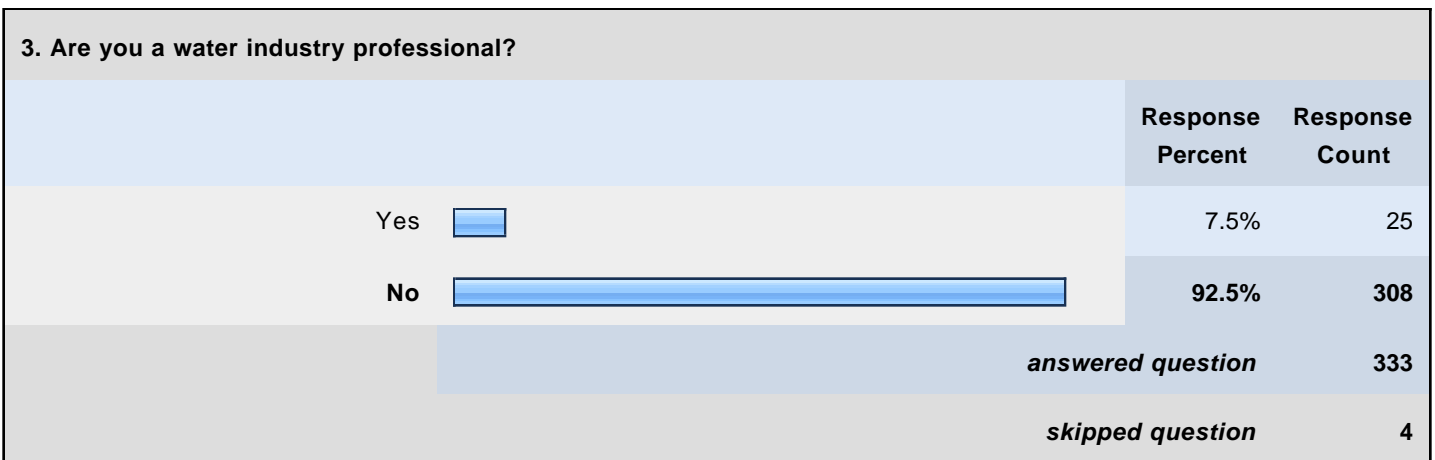 3. Are you a water industry professional?
Response Percent
Response Count
Yes 7.5% 25
No 92.5% 308
answered question 333
skipped question 4